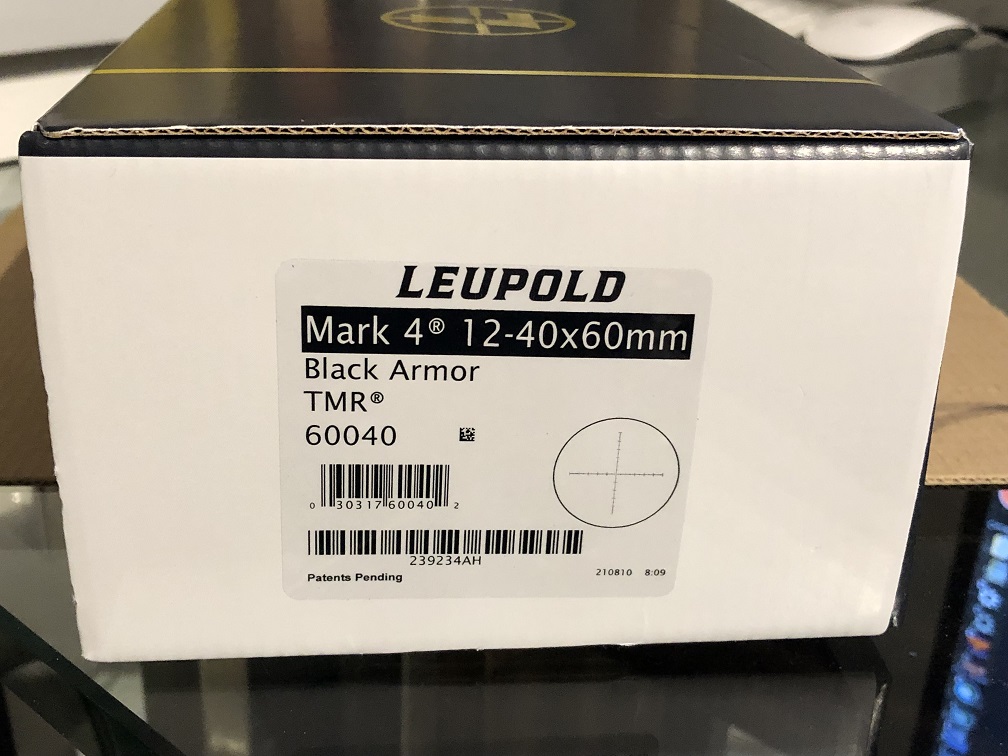 LEUPOLD
Mark 4® 12-40x60mm
Black Armor
TMR®
60040
0 30317 60040 2
239234AH
Patents Pending
210810 8:09